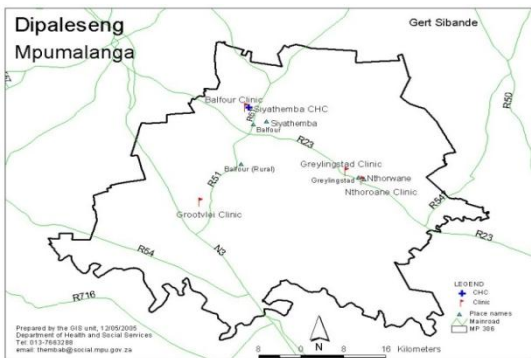 Dipaleseng
Mpumalanga
Gert Sibande
R50
Balfour Clinic
Siyathemba CHC
Siyathemba
Balfour
R23
Balfour (Rural)
Greylingstad Clinic
Greylingstad
Nthorwane
Nthoroane Clinic
R51
Grootvlei Clinic
R54
N3
R23
R716
LEGEND
CHC
Clinic
Place names
Mainroad
MP 306
Prepared by the GIS unit, 12/05/2005
Department of Health and Social Services
Tel: 013-7663288
email: thembab@social.mpu.gov.za
N
8 0 8 16 Kilometers